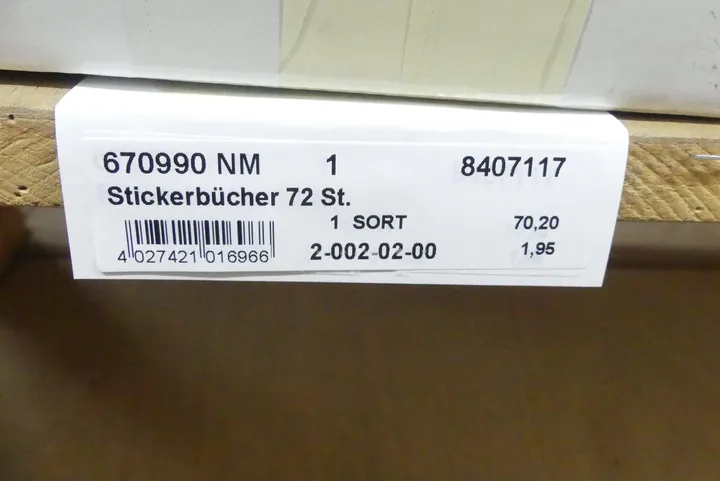 670990 NM 1 8407117
Stickerbücher 72 St.
1 SORT 70,20
4 027421 016966 2-002-02-00 1,95